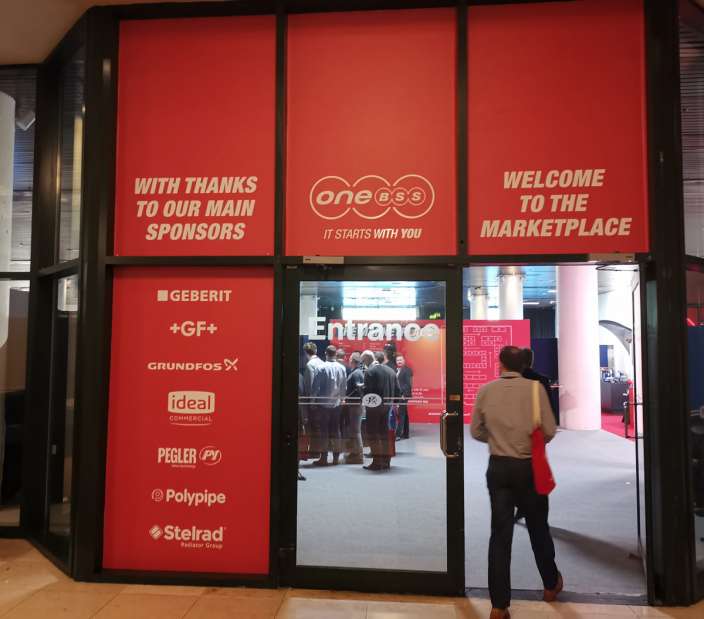 WITH THANKS
TO OUR MAIN
SPONSORS
one BSS
IT STARTS WITH YOU
WELCOME
TO THE
MARKETPLACE
GEBERIT
+GF+
GRUNDFOS
ideal
COMMERCIAL
PEGLER
Polypipe
Stelrad
Radiator Group
Entrance